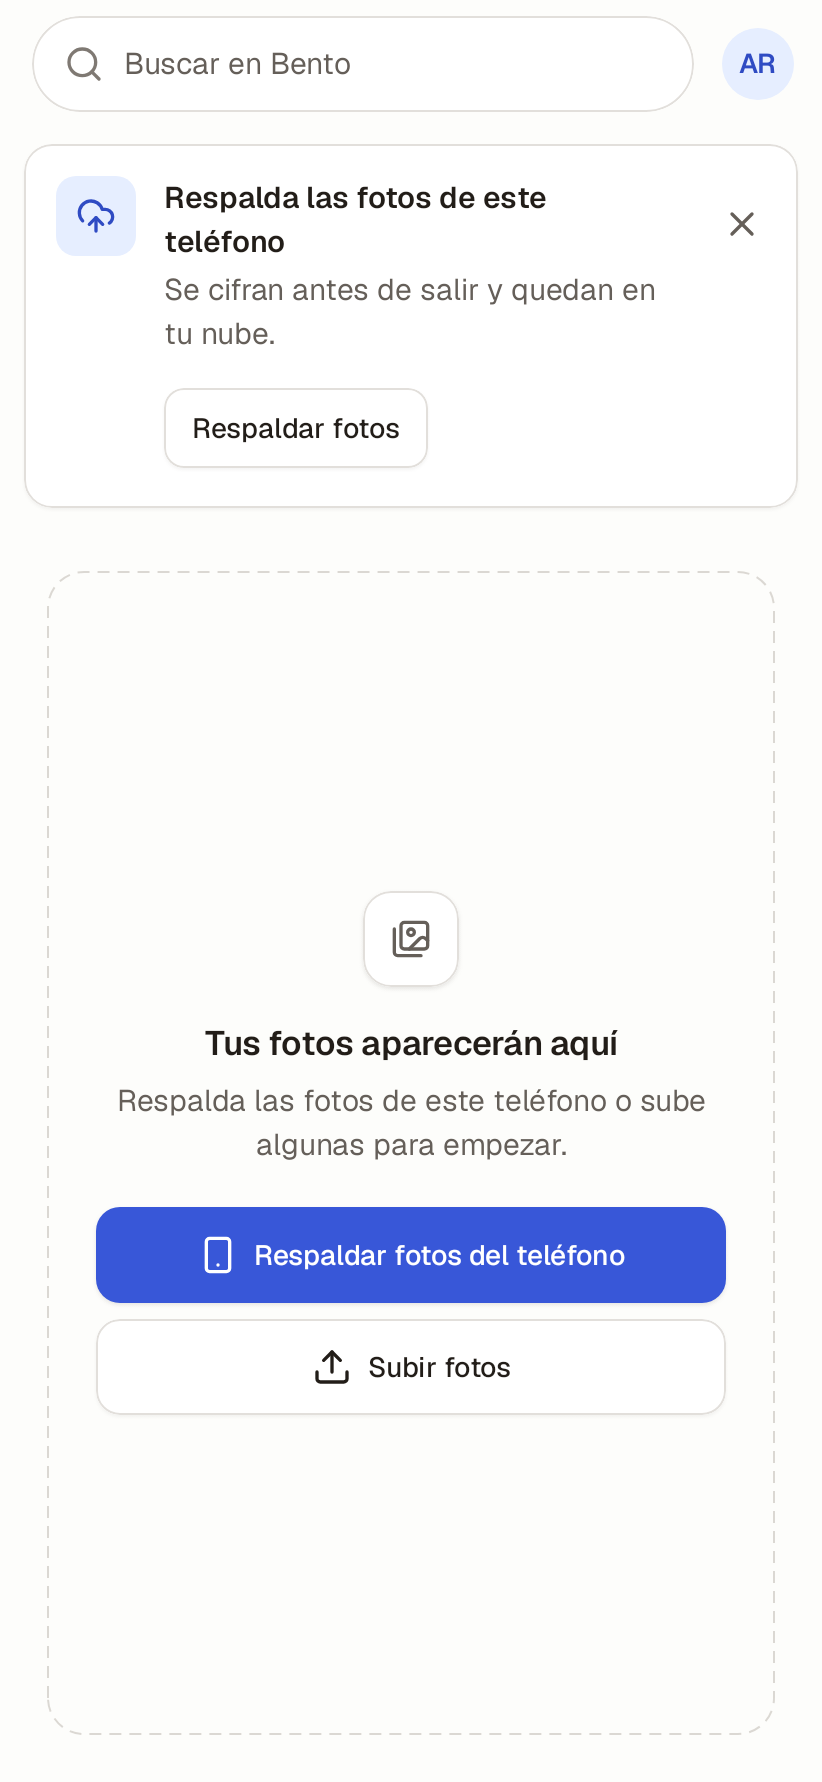 Buscar en Bento
AR
Respalda las fotos de este
teléfono
Se cifran antes de salir y quedan en
tu nube.
Respaldar fotos
Tus fotos aparecerán aquí
Respalda las fotos de este teléfono o sube
algunas para empezar.
Respaldar fotos del teléfono
Subir fotos